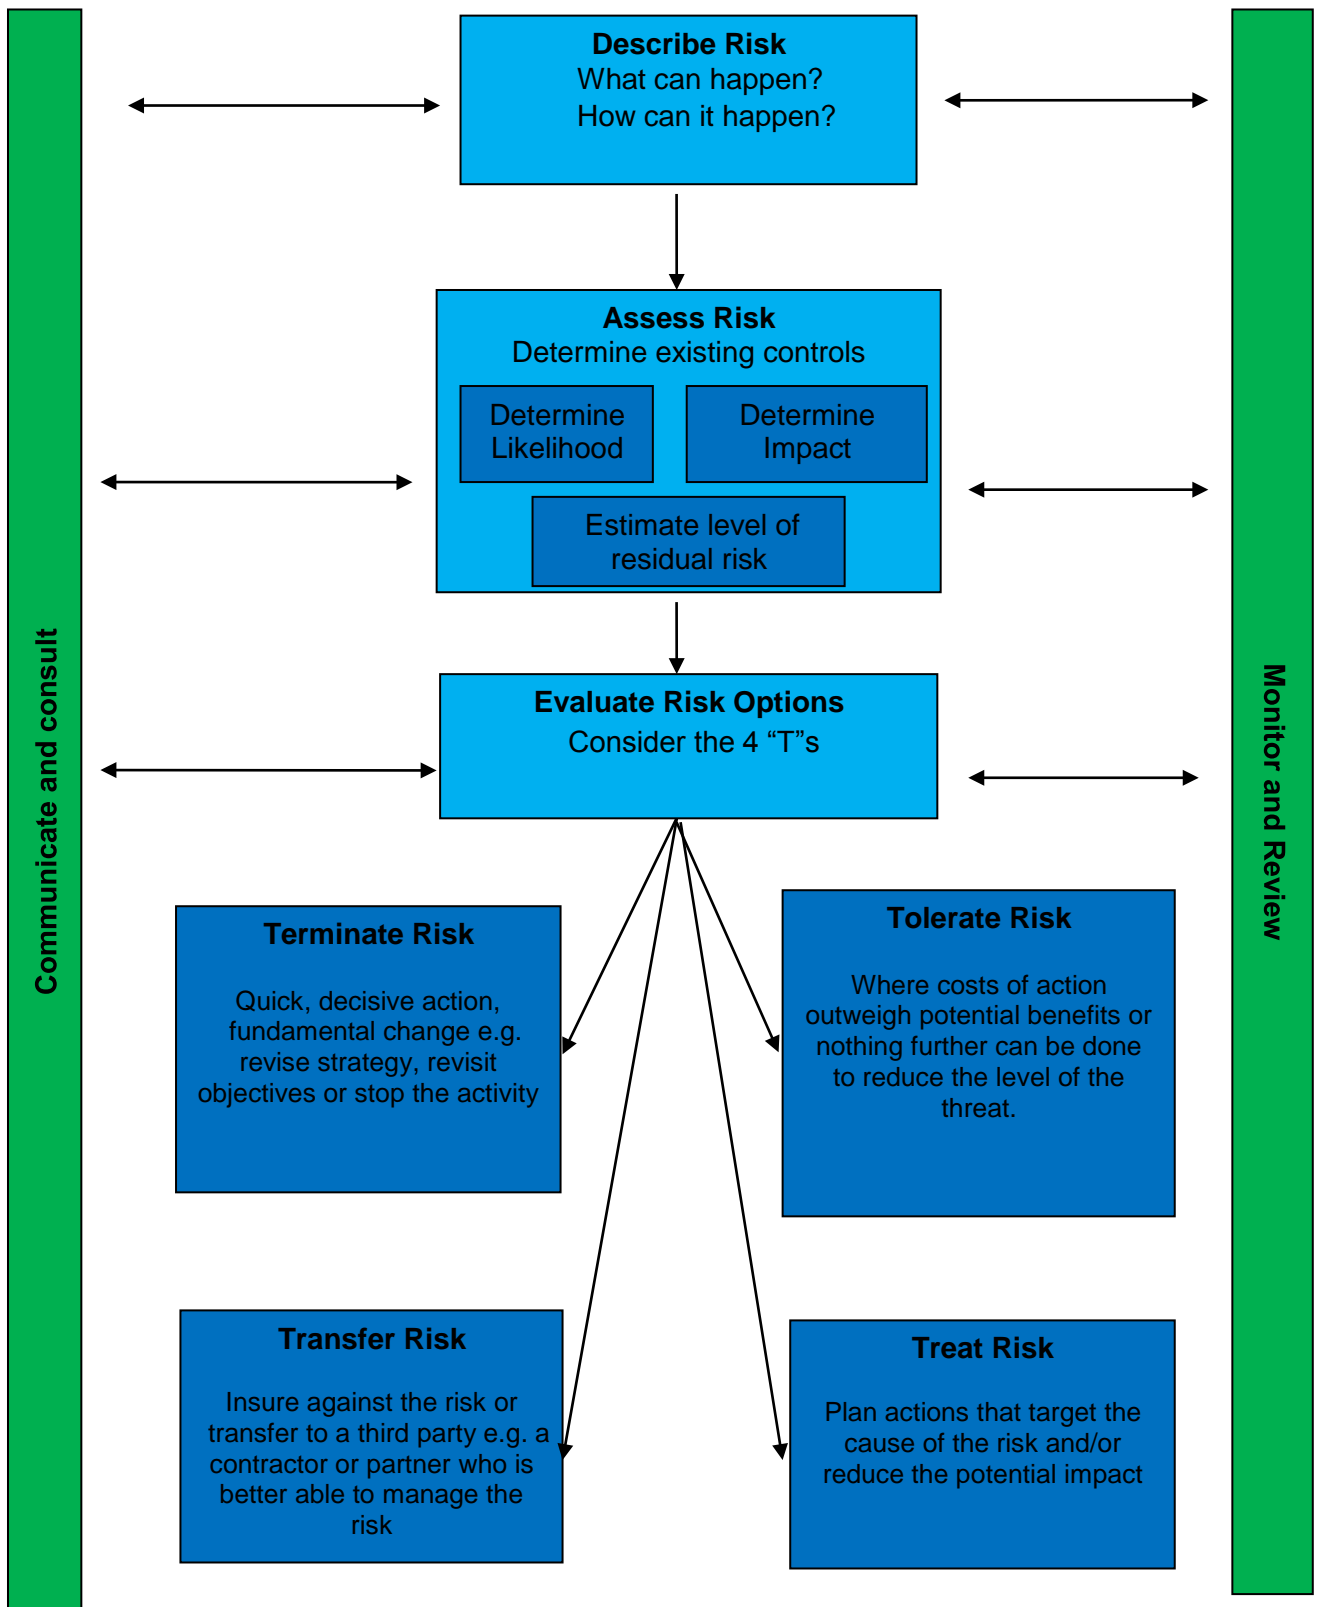 Describe Risk
What can happen?
How can it happen?
Assess Risk
Determine existing controls
Determine
Likelihood
Determine
Impact
Estimate level of
residual risk
Communicate and consult
Monitor and Review
Evaluate Risk Options
Consider the 4 “T”s
Terminate Risk
Quick, decisive action,
fundamental change e.g.
revise strategy, revisit
objectives or stop the activity
Tolerate Risk
Where costs of action
outweigh potential benefits or
nothing further can be done
to reduce the level of the
threat.
Transfer Risk
Insure against the risk or
transfer to a third party e.g. a
contractor or partner who is
better able to manage the
risk
Treat Risk
Plan actions that target the
cause of the risk and/or
reduce the potential impact